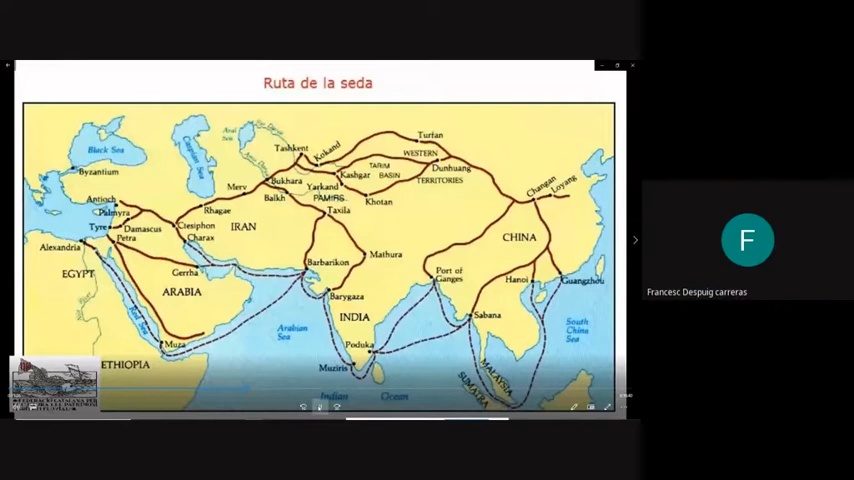 Ruta de la seda
Black Sea
Byzantium
Caspian Sea
Aral
Sea
Tashkent
Kokand
Turfan
WESTERN
TARIM
BASIN
Dunhuang
TERRITORIES
Kashgar
Yarkand
PAMIRS
Khotan
Bukhara
Merv
Balkh
Taxila
Changan
Loyang
Antioch
Palmyra
Tyre
Damascus
Petra
Rhagae
Ctesiphon
Charax
IRAN
Alexandria
EGYPT
Gerrha
ARABIA
Red Sea
Muza
ETHIOPIA
Barbarikon
Mathura
Barygaza
INDIA
Arabian
Sea
Poduka
Muziris
Indian Ocean
CHINA
Port of
Ganges
Hanoi
Guangzhou
Sabana
South
China
Sea
MALAYSIA
SUMATRA
F
Francesc Despuig carreras